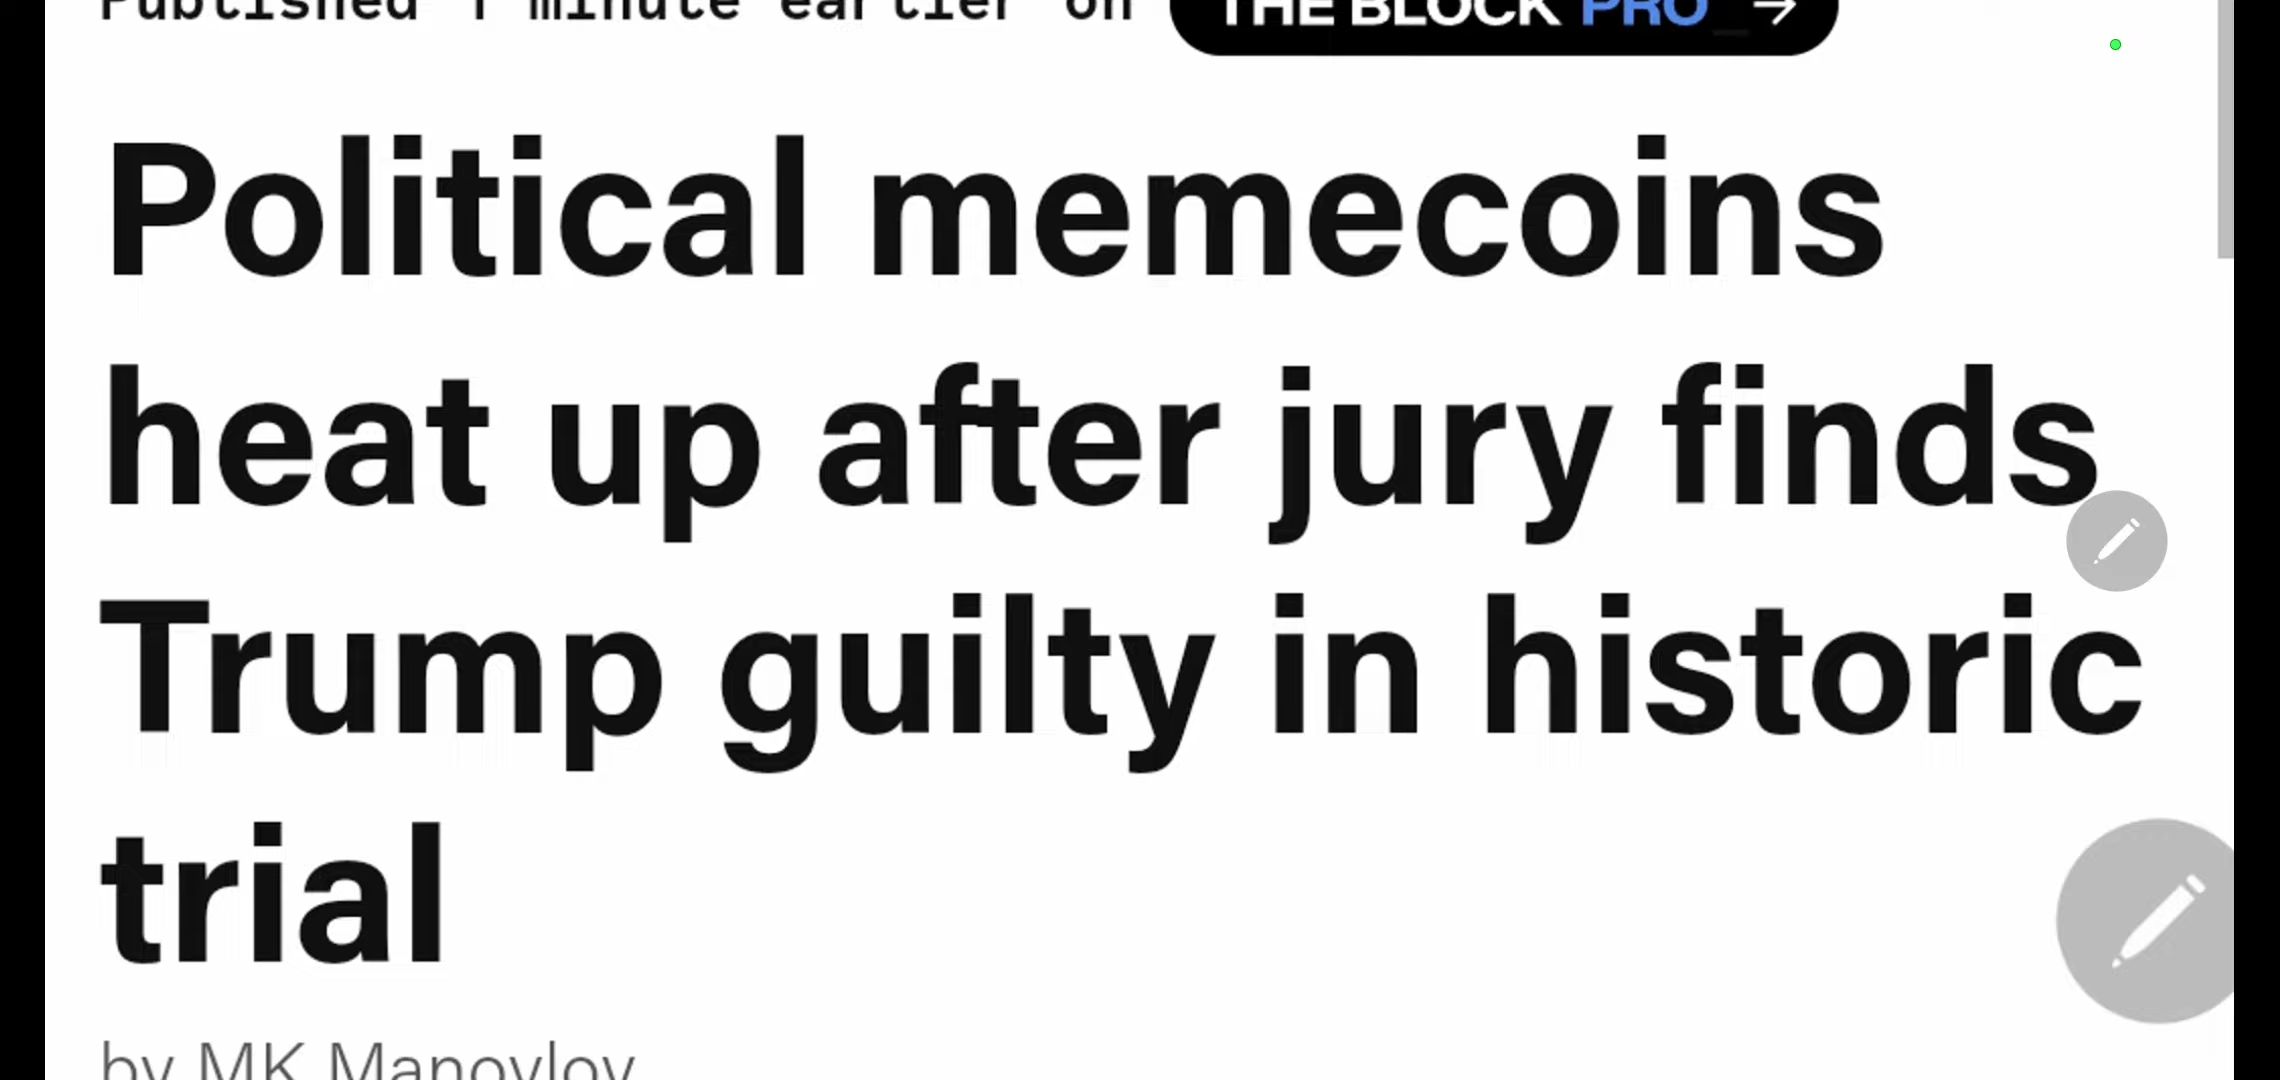 Published 1 minute earlier on THE BLOCK PRO →
Political memecoins
heat up after jury finds
Trump guilty in historic
trial
by MK Manoylov